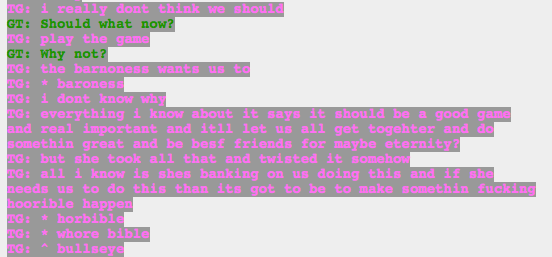 TG: i really dont think we should
GT: Should what now?
TG: play the game
GT: Why not?
TG: the barnoness wants us to
TG: * baroness
TG: i dont know why
TG: everything i know about it says it should be a good game
and real important and itll let us all get togehter and do
somethin great and be besf friends for maybe eternity?
TG: but she took all that and twisted it somehow
TG: all i know is shes banking on us doing this and if she
needs us to do this than its got to be to make somethin fucking
hoorible happen
TG: * horbible
TG: * whore bible
TG: ^ bullseye